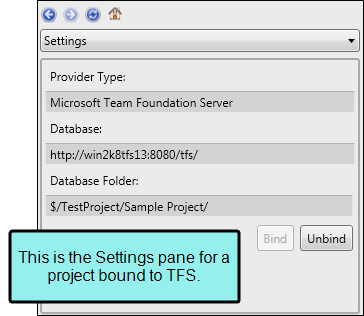 Settings
Provider Type:
Microsoft Team Foundation Server
Database:
http://win2k8tfs13:8080/tfs/
Database Folder:
$/TestProject/Sample Project/
Bind Unbind
This is the Settings pane for a
project bound to TFS.